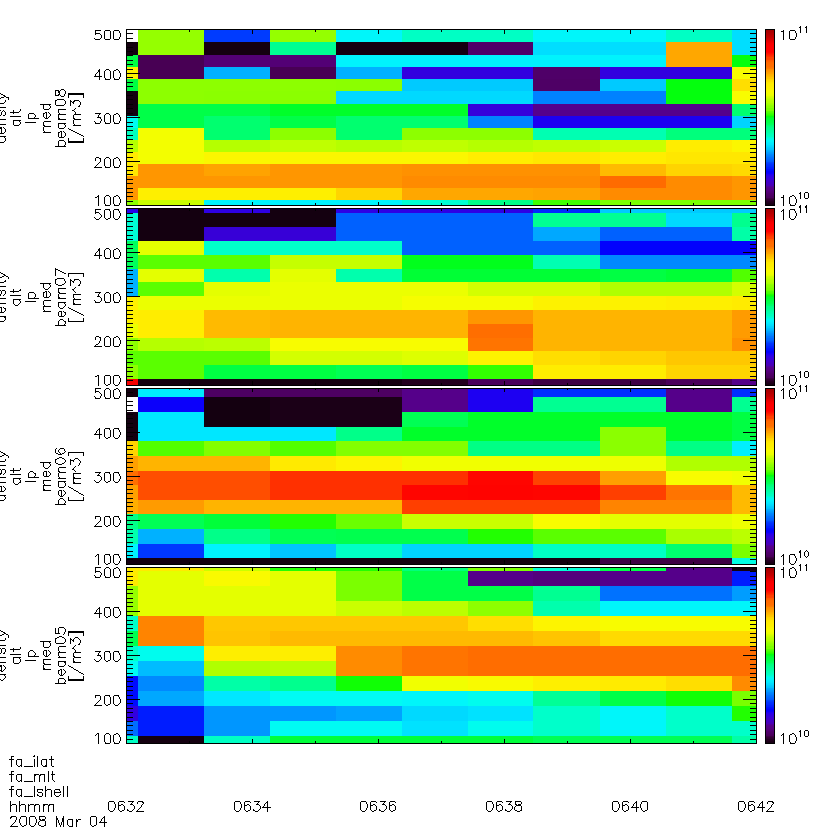 500
400
300
200
100
density
alt
lp
med
beam08
[/m^3]
10^11
10^10
500
400
300
200
100
density
alt
lp
med
beam07
[/m^3]
10^11
10^10
500
400
300
200
100
density
alt
lp
med
beam06
[/m^3]
10^11
10^10
500
400
300
200
100
density
alt
lp
med
beam05
[/m^3]
10^11
10^10
fa_ilat
fa_mlt
fa_lshell
hhmm 0632 0634 0636 0638 0640 0642
2008 Mar 04